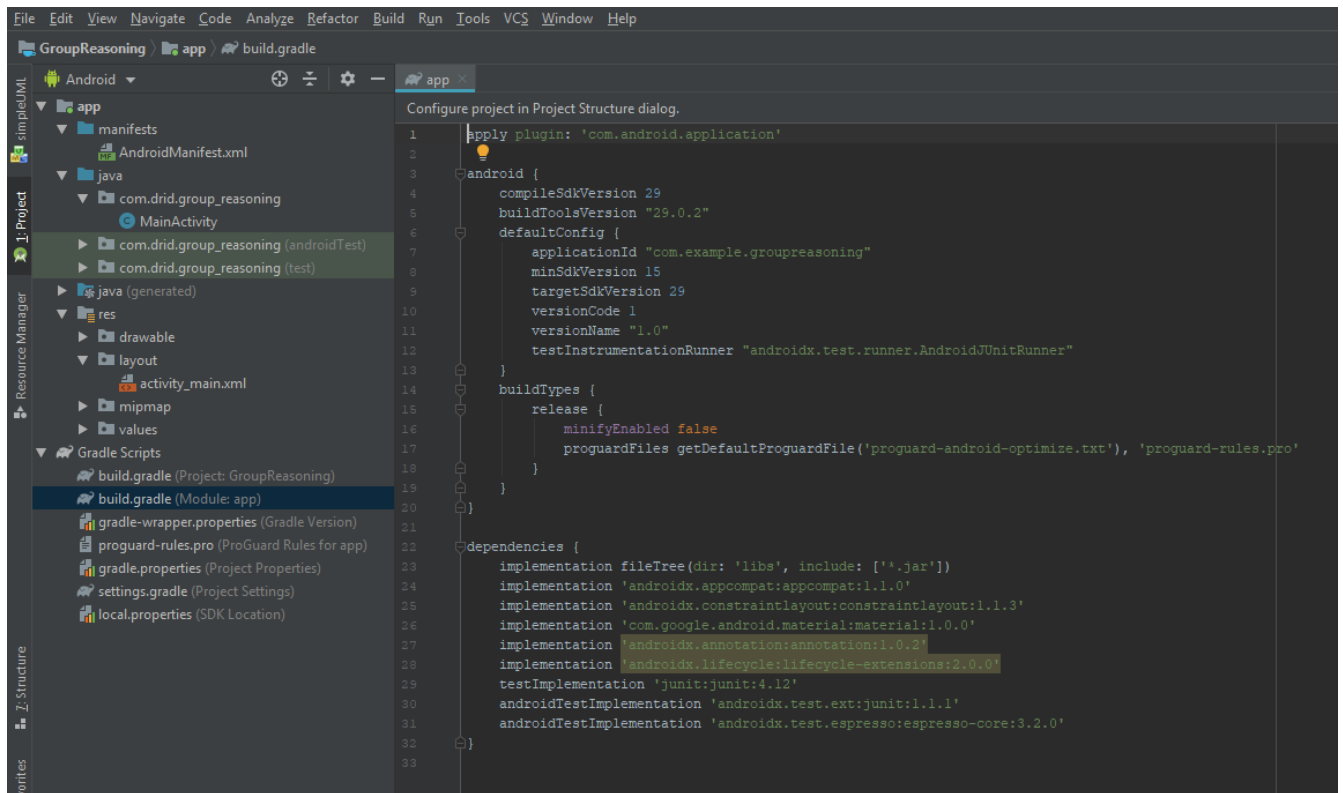 File Edit View Navigate Code Analyze Refactor Build Run Tools VCS Window Help
GroupReasoning app build.gradle
Android
app
simpleUML
1: Project
Resource Manager
7: Structure
app
manifests
AndroidManifest.xml
java
com.drid.group_reasoning
MainActivity
com.drid.group_reasoning (androidTest)
com.drid.group_reasoning (test)
java (generated)
res
drawable
layout
activity_main.xml
mipmap
values
Gradle Scripts
build.gradle (Project: GroupReasoning)
build.gradle (Module: app)
gradle-wrapper.properties (Gradle Version)
proguard-rules.pro (ProGuard Rules for app)
gradle.properties (Project Properties)
settings.gradle (Project Settings)
local.properties (SDK Location)
Configure project in Project Structure dialog.
1 apply plugin: 'com.android.application'
2
3 android {
4 compileSdkVersion 29
5 buildToolsVersion "29.0.2"
6 defaultConfig {
7 applicationId "com.example.groupreasoning"
8 minSdkVersion 15
9 targetSdkVersion 29
10 versionCode 1
11 versionName "1.0"
12 testInstrumentationRunner "androidx.test.runner.AndroidJUnitRunner"
13 }
14 buildTypes {
15 release {
16 minifyEnabled false
17 proguardFiles getDefaultProguardFile('proguard-android-optimize.txt'), 'proguard-rules.pro'
18 }
19 }
20 }
21
22 dependencies {
23 implementation fileTree(dir: 'libs', include: ['*.jar'])
24 implementation 'androidx.appcompat:appcompat:1.1.0'
25 implementation 'androidx.constraintlayout:constraintlayout:1.1.3'
26 implementation 'com.google.android.material:material:1.0.0'
27 implementation 'androidx.annotation:annotation:1.0.2'
28 implementation 'androidx.lifecycle:lifecycle-extensions:2.0.0'
29 testImplementation 'junit:junit:4.12'
30 androidTestImplementation 'androidx.test.ext:junit:1.1.1'
31 androidTestImplementation 'androidx.test.espresso:espresso-core:3.2.0'
32 }
33